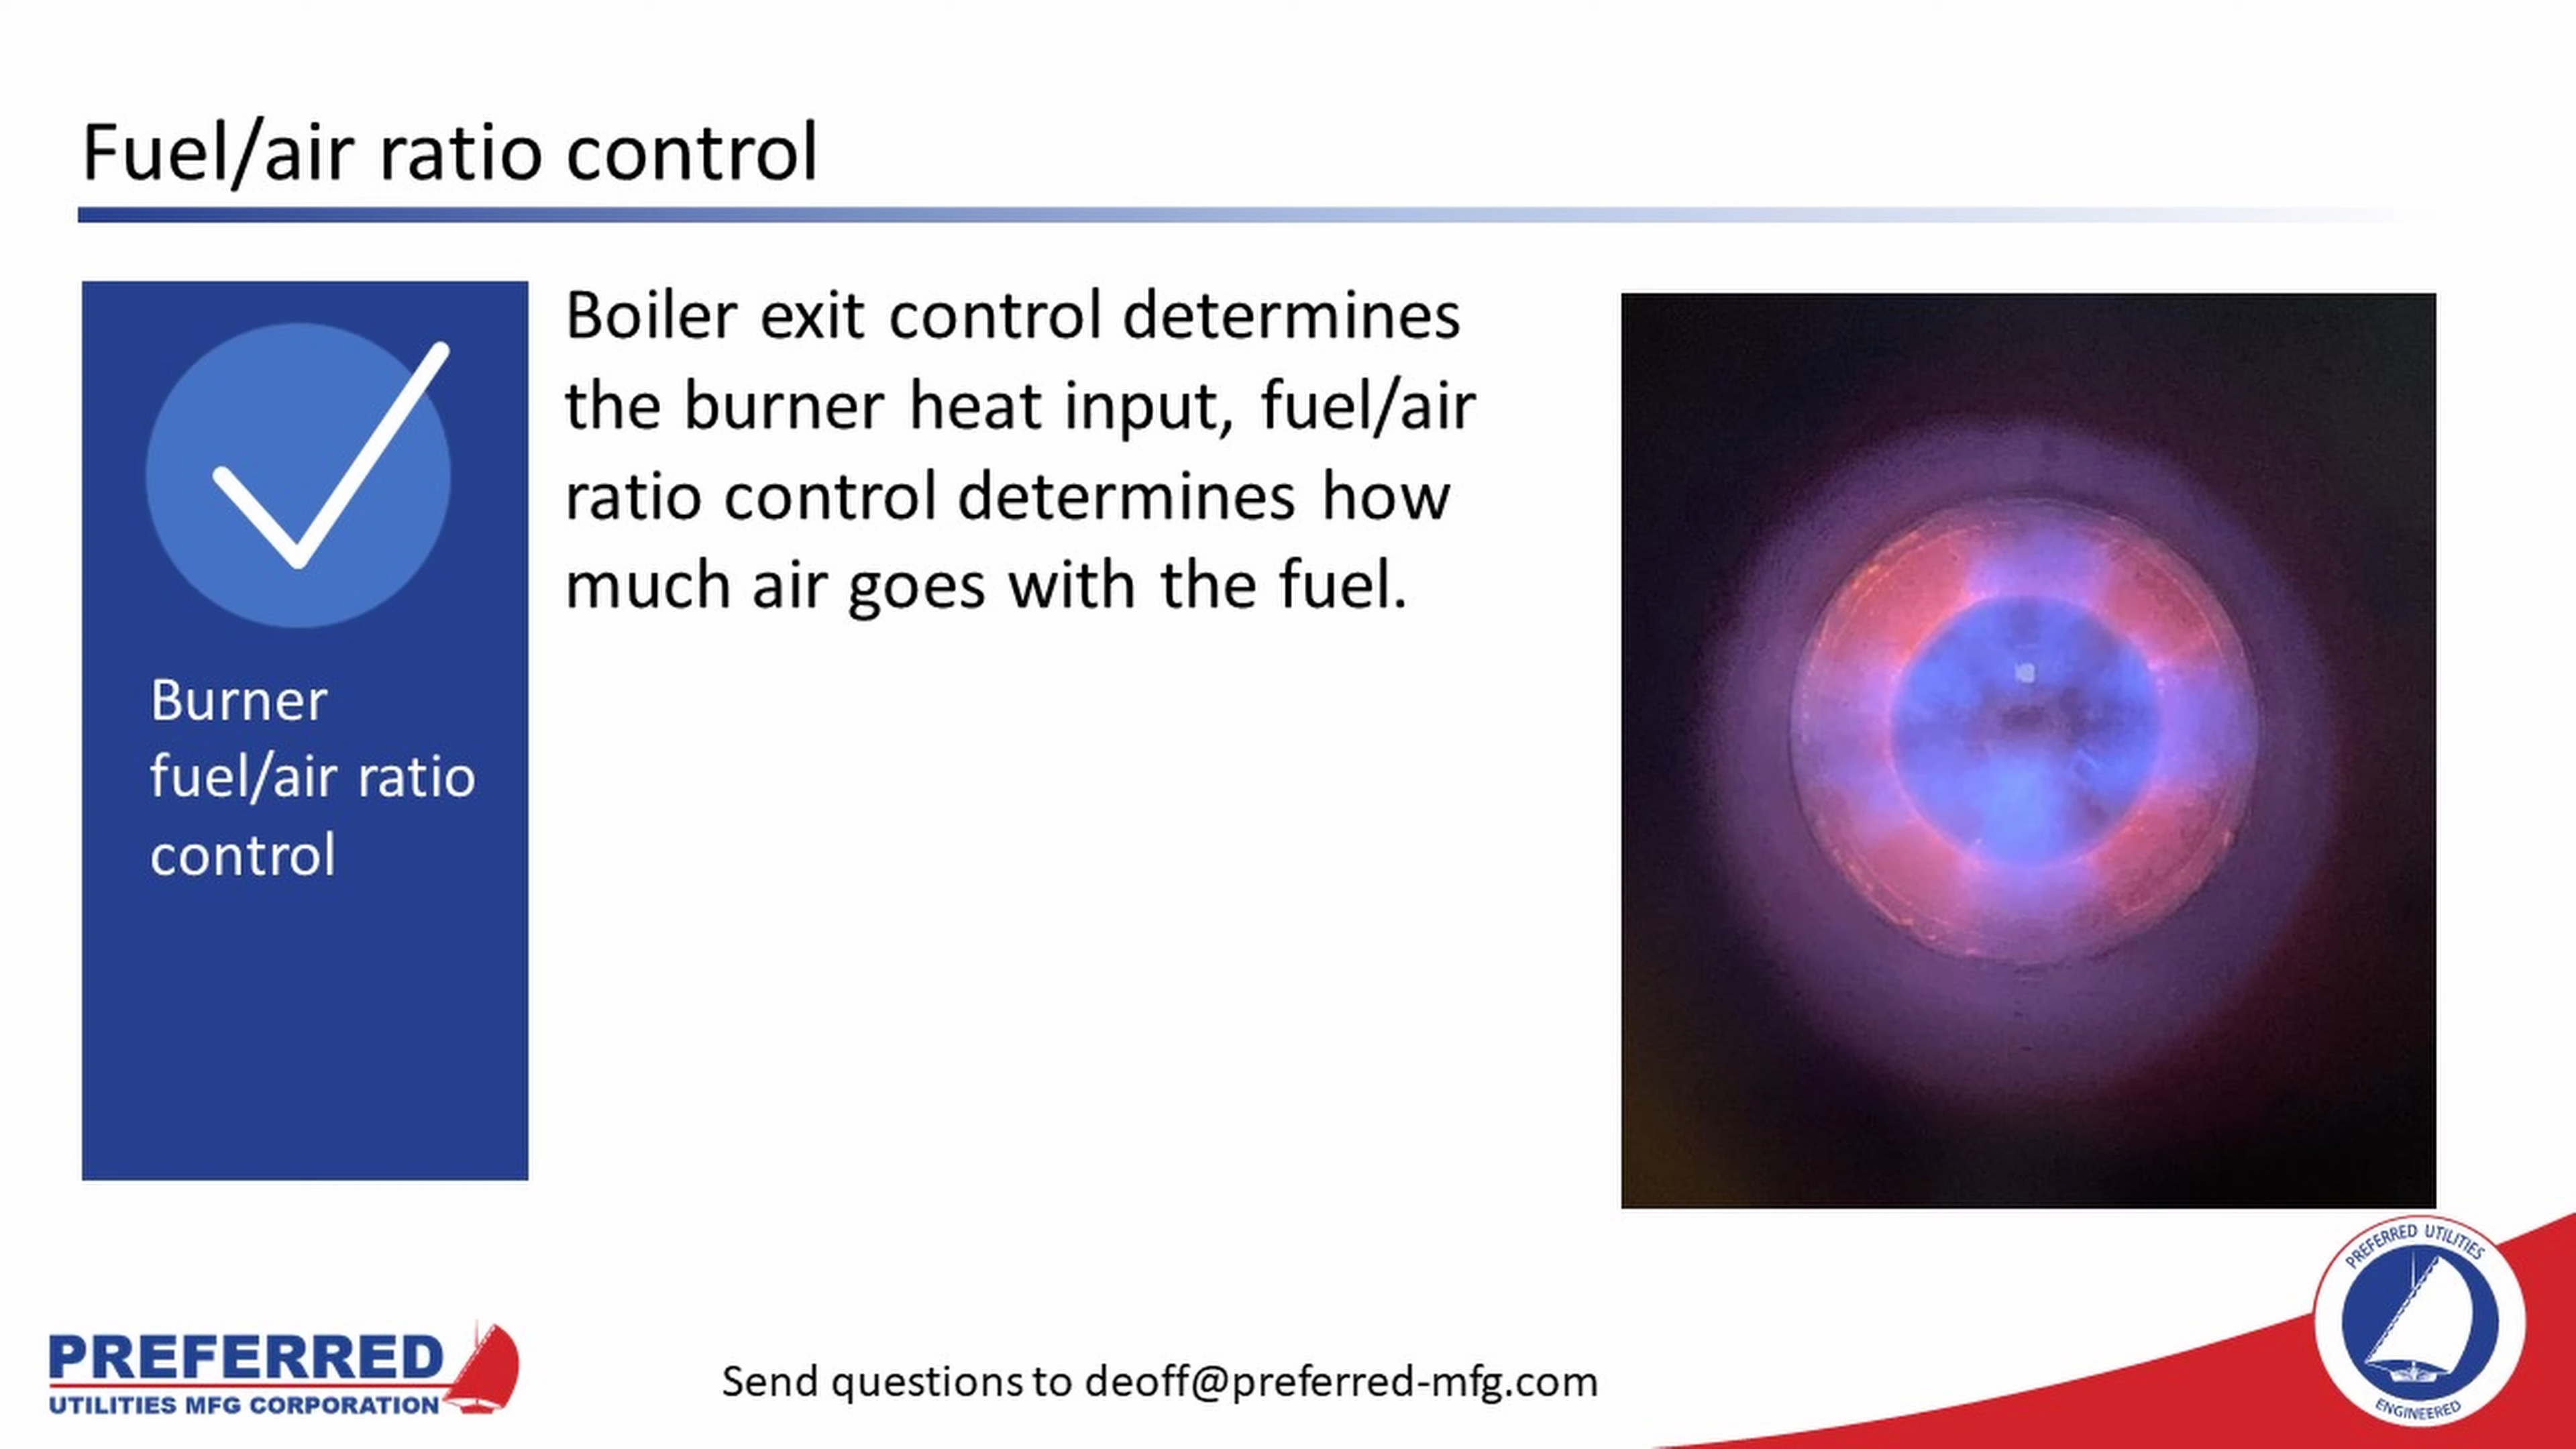 Fuel/air ratio control
Burner
fuel/air ratio
control
Boiler exit control determines
the burner heat input, fuel/air
ratio control determines how
much air goes with the fuel.
PREFERRED
UTILITIES MFG CORPORATION
Send questions to deoff@preferred-mfg.com
PREFERRED UTILITIES
ENGINEERED